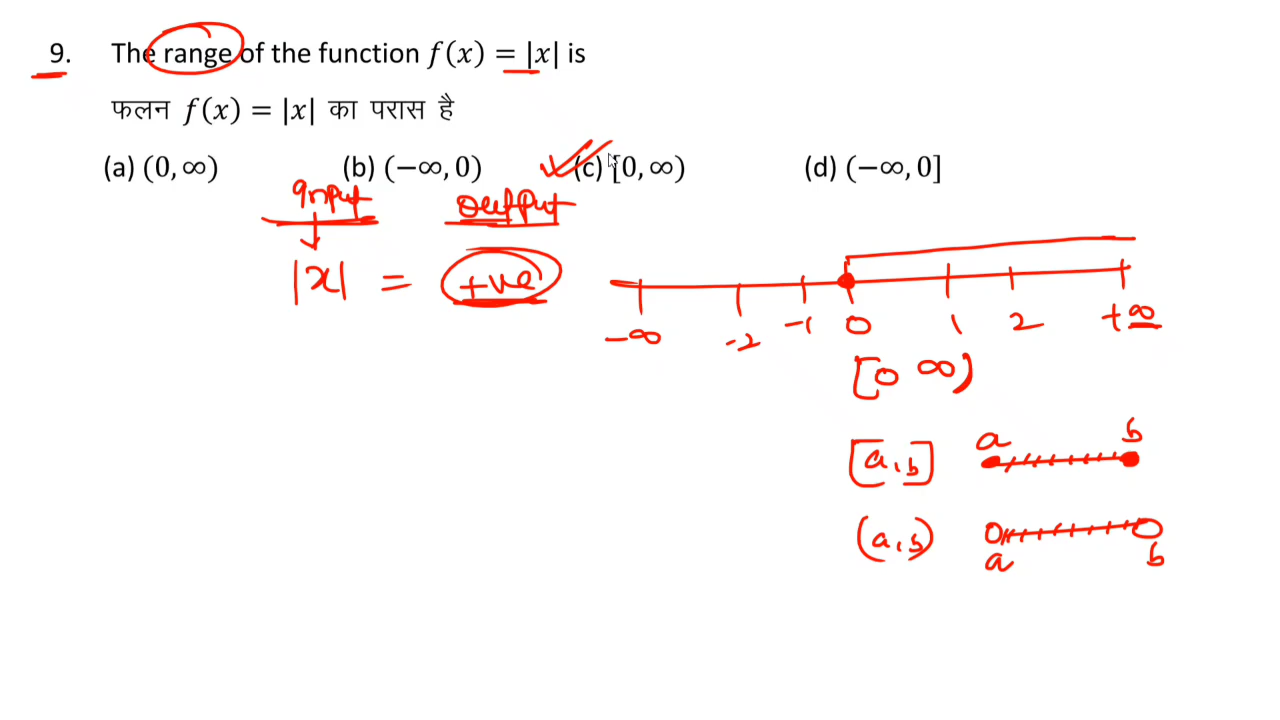 9. The range of the function f(x) = |x| is
फलन f(x) = |x| का परास है
(a) (0, ∞) (b) (−∞, 0) (c) [0, ∞) (d) (−∞, 0]
input output
|x| = +ve
−∞ -2 −1 0 1 2 +∞
[0 ∞)
[a,b] a b
(a,b) a b